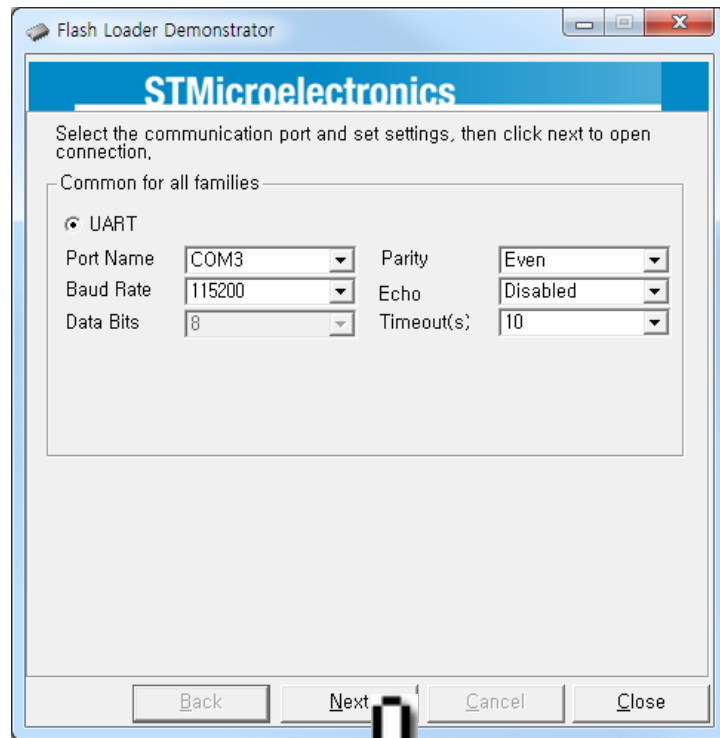 Flash Loader Demonstrator
STMicroelectronics
Select the communication port and set settings, then click next to open
connection,
Common for all families
UART
Port Name COM3 Parity Even
Baud Rate 115200 Echo Disabled
Data Bits 8 Timeout(s) 10
Back Next Cancel Close